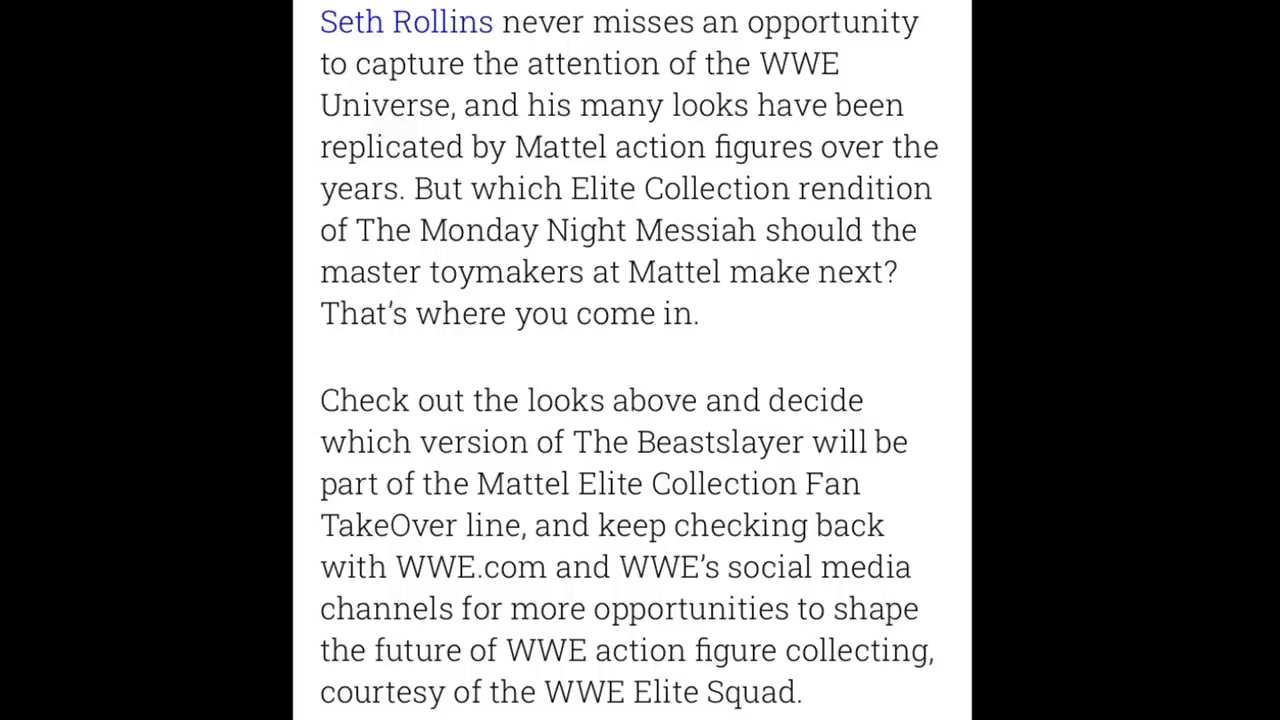 Seth Rollins never misses an opportunity
to capture the attention of the WWE
Universe, and his many looks have been
replicated by Mattel action figures over the
years. But which Elite Collection rendition
of The Monday Night Messiah should the
master toymakers at Mattel make next?
That’s where you come in.
Check out the looks above and decide
which version of The Beastslayer will be
part of the Mattel Elite Collection Fan
TakeOver line, and keep checking back
with WWE.com and WWE’s social media
channels for more opportunities to shape
the future of WWE action figure collecting,
courtesy of the WWE Elite Squad.